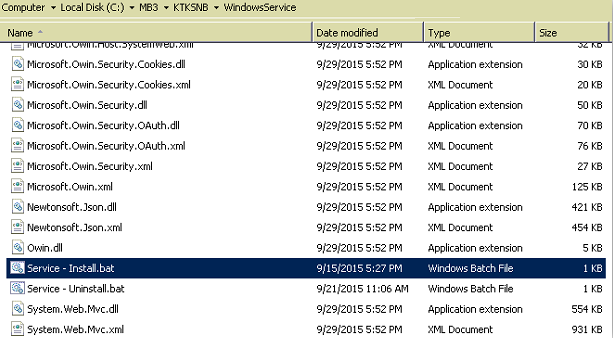 Computer Local Disk (C:) MB3 KTKSNB WindowsService
Name Date modified Type Size
Microsoft.Owin.Host.SystemWeb.xml 9/29/2015 5:52 PM XML Document 32 KB
Microsoft.Owin.Security.Cookies.dll 9/29/2015 5:52 PM Application extension 30 KB
Microsoft.Owin.Security.Cookies.xml 9/29/2015 5:52 PM XML Document 20 KB
Microsoft.Owin.Security.dll 9/29/2015 5:52 PM Application extension 50 KB
Microsoft.Owin.Security.OAuth.dll 9/29/2015 5:52 PM Application extension 70 KB
Microsoft.Owin.Security.OAuth.xml 9/29/2015 5:52 PM XML Document 76 KB
Microsoft.Owin.Security.xml 9/29/2015 5:52 PM XML Document 27 KB
Microsoft.Owin.xml 9/29/2015 5:52 PM XML Document 125 KB
Newtonsoft.Json.dll 9/29/2015 5:52 PM Application extension 421 KB
Newtonsoft.Json.xml 9/29/2015 5:52 PM XML Document 454 KB
Owin.dll 9/29/2015 5:52 PM Application extension 5 KB
Service - Install.bat 9/15/2015 5:27 PM Windows Batch File 1 KB
Service - Uninstall.bat 9/21/2015 11:06 AM Windows Batch File 1 KB
System.Web.Mvc.dll 9/29/2015 5:52 PM Application extension 554 KB
System.Web.Mvc.xml 9/29/2015 5:52 PM XML Document 931 KB